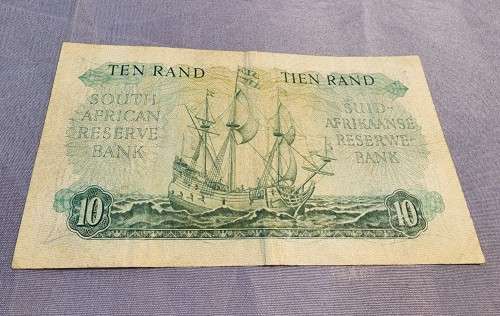 TEN RAND
TIEN RAND
SOUTH
AFRICAN
RESERVE
BANK
SUID-
AFRIKAANSE
RESERWE-
BANK
10
10